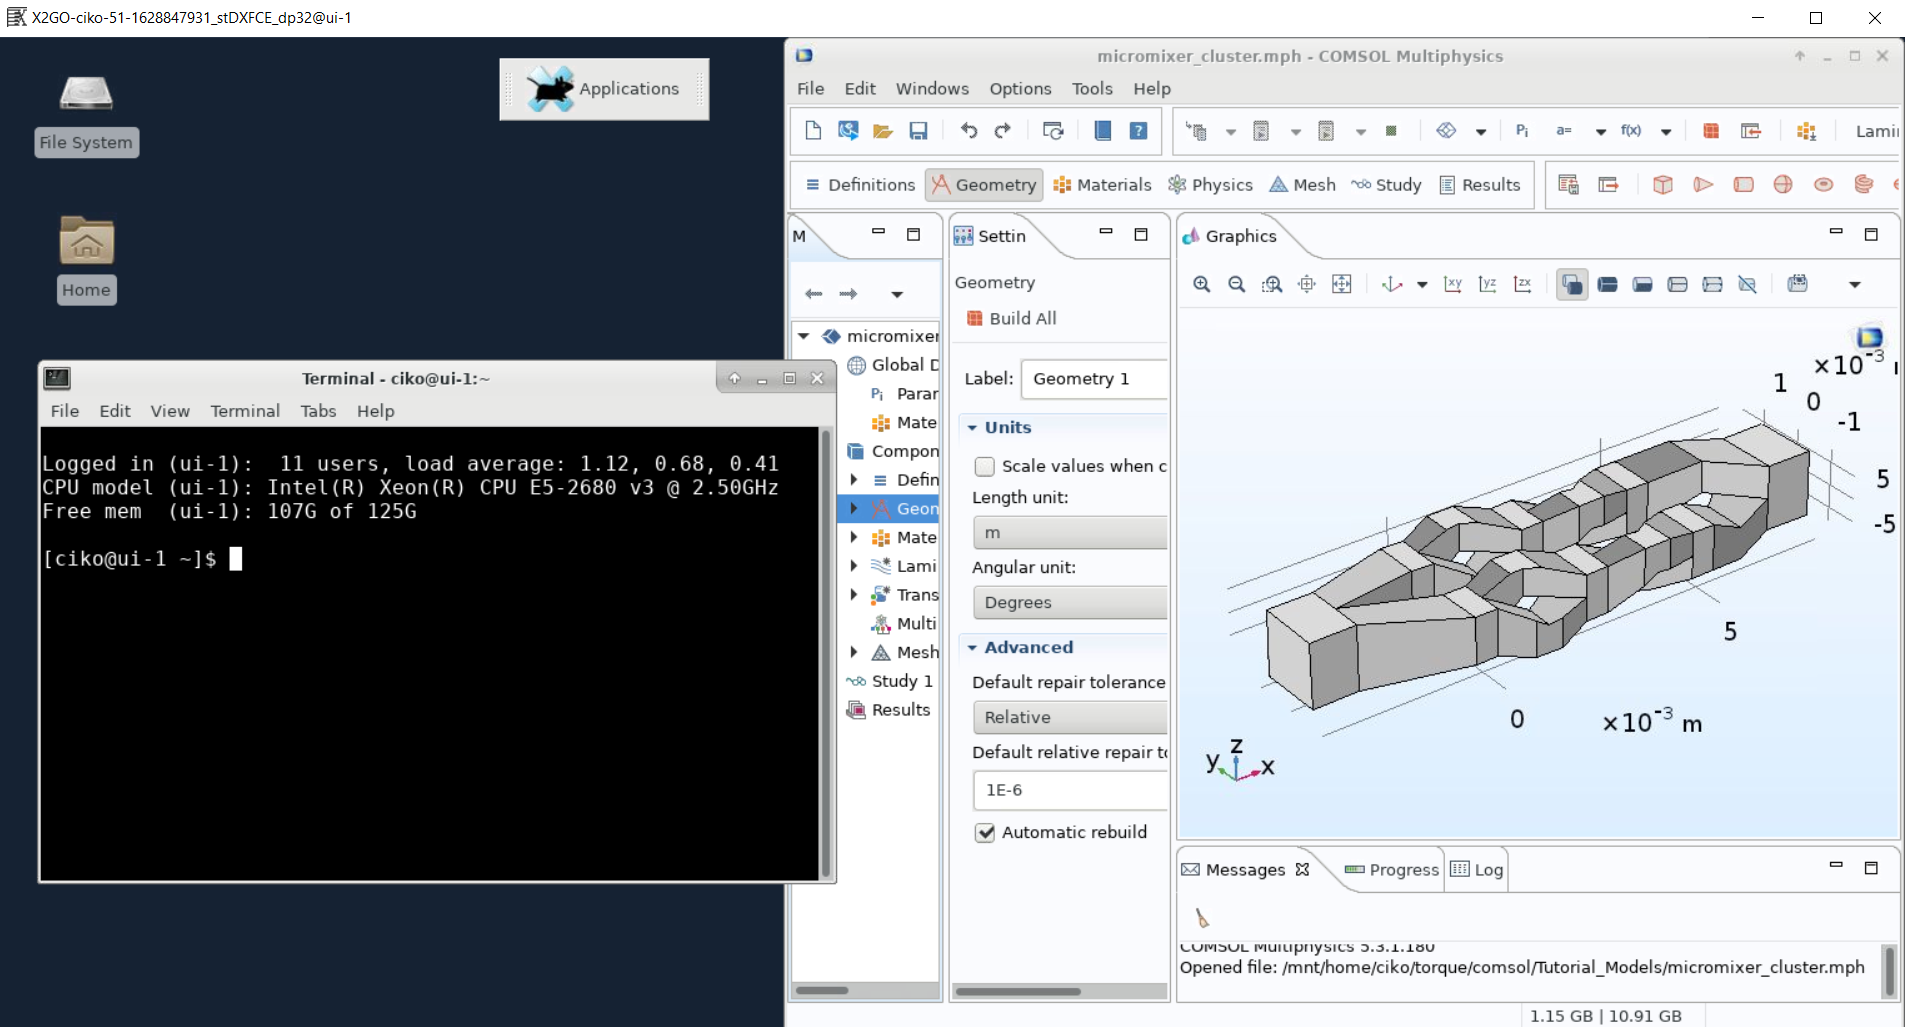 X2GO-ciko-51-1628847931_stDXFCE_dp32@ui-1
File System
Home
Applications
Terminal - ciko@ui-1:~
File Edit View Terminal Tabs Help
Logged in (ui-1):  11 users, load average: 1.12, 0.68, 0.41
CPU model (ui-1): Intel(R) Xeon(R) CPU E5-2680 v3 @ 2.50GHz
Free mem  (ui-1): 107G of 125G
[ciko@ui-1 ~]$
micromixer_cluster.mph - COMSOL Multiphysics
File Edit Windows Options Tools Help
Pi a= f(x) Lami
Definitions Geometry Materials Physics Mesh Study Results
M
micromixer
Global D
Pi Parar
Mate
Compon
Defin
Geon
Mate
Lami
Trans
Multi
Mesh
Study 1
Results
Settin
Geometry
Build All
Label: Geometry 1
Units
Scale values when c
Length unit:
m
Angular unit:
Degrees
Advanced
Default repair tolerance
Relative
Default relative repair to
1E-6
Automatic rebuild
Graphics
xy yz zx
×10⁻³
1
0
-1
5
-5
5
0
×10⁻³ m
z
y
x
Messages Progress Log
COMSOL Multiphysics 5.3.1.180
Opened file: /mnt/home/ciko/torque/comsol/Tutorial_Models/micromixer_cluster.mph
1.15 GB | 10.91 GB